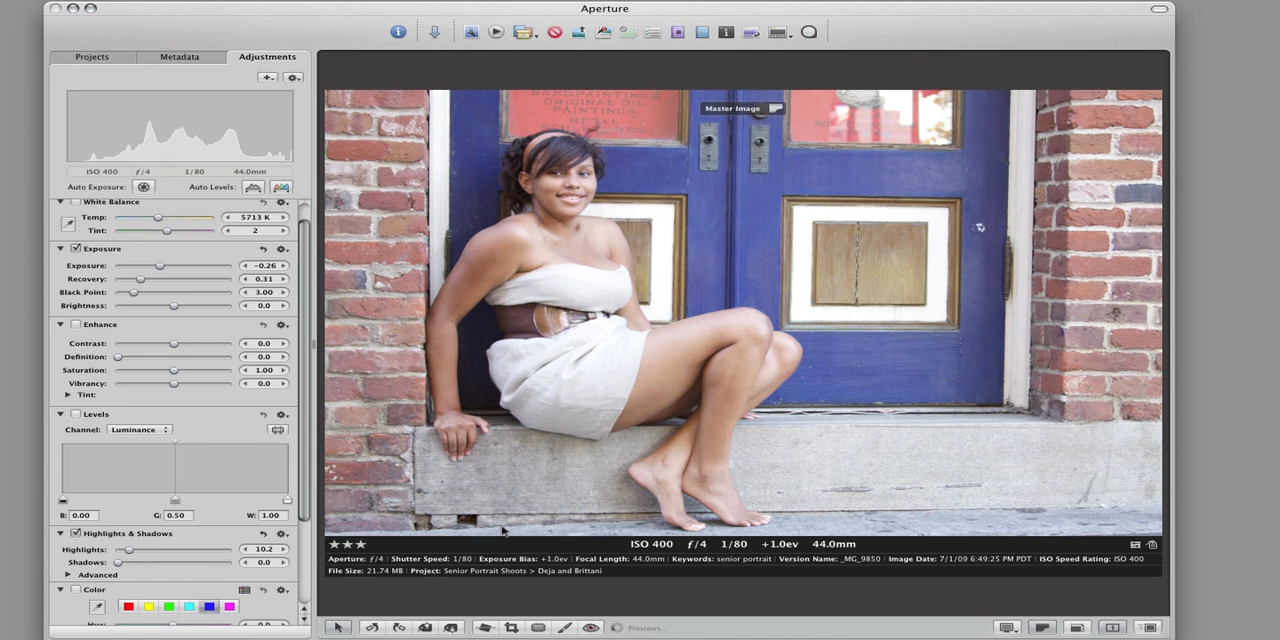 Aperture
Projects Metadata Adjustments
ISO 400 ƒ/4 1/80 44.0mm
Auto Exposure: Auto Levels:
White Balance
Temp: 5713 K
Tint: 2
Exposure
Exposure: -0.26
Recovery: 0.31
Black Point: 3.00
Brightness: 0.0
Enhance
Contrast: 0.0
Definition: 0.0
Saturation: 1.00
Vibrancy: 0.0
Tint:
Levels
Channel: Luminance
B: 0.00 G: 0.50 W: 1.00
Highlights & Shadows
Highlights: 10.2
Shadows: 0.0
Advanced
Color
Hue: 0.0
SANDPAINTINGS
ORIGINAL OIL
PAINTINGS
METAL
Master Image
ISO 400 ƒ/4 1/80 +1.0ev 44.0mm
Aperture: ƒ/4 | Shutter Speed: 1/80 | Exposure Bias: +1.0ev | Focal Length: 44.0mm | Keywords: senior portrait | Version Name: _MG_9850 | Image Date: 7/1/09 6:49:25 PM PDT | ISO Speed Rating: ISO 400
File Size: 21.74 MB | Project: Senior Portrait Shoots > Deja and Brittani
Previews...